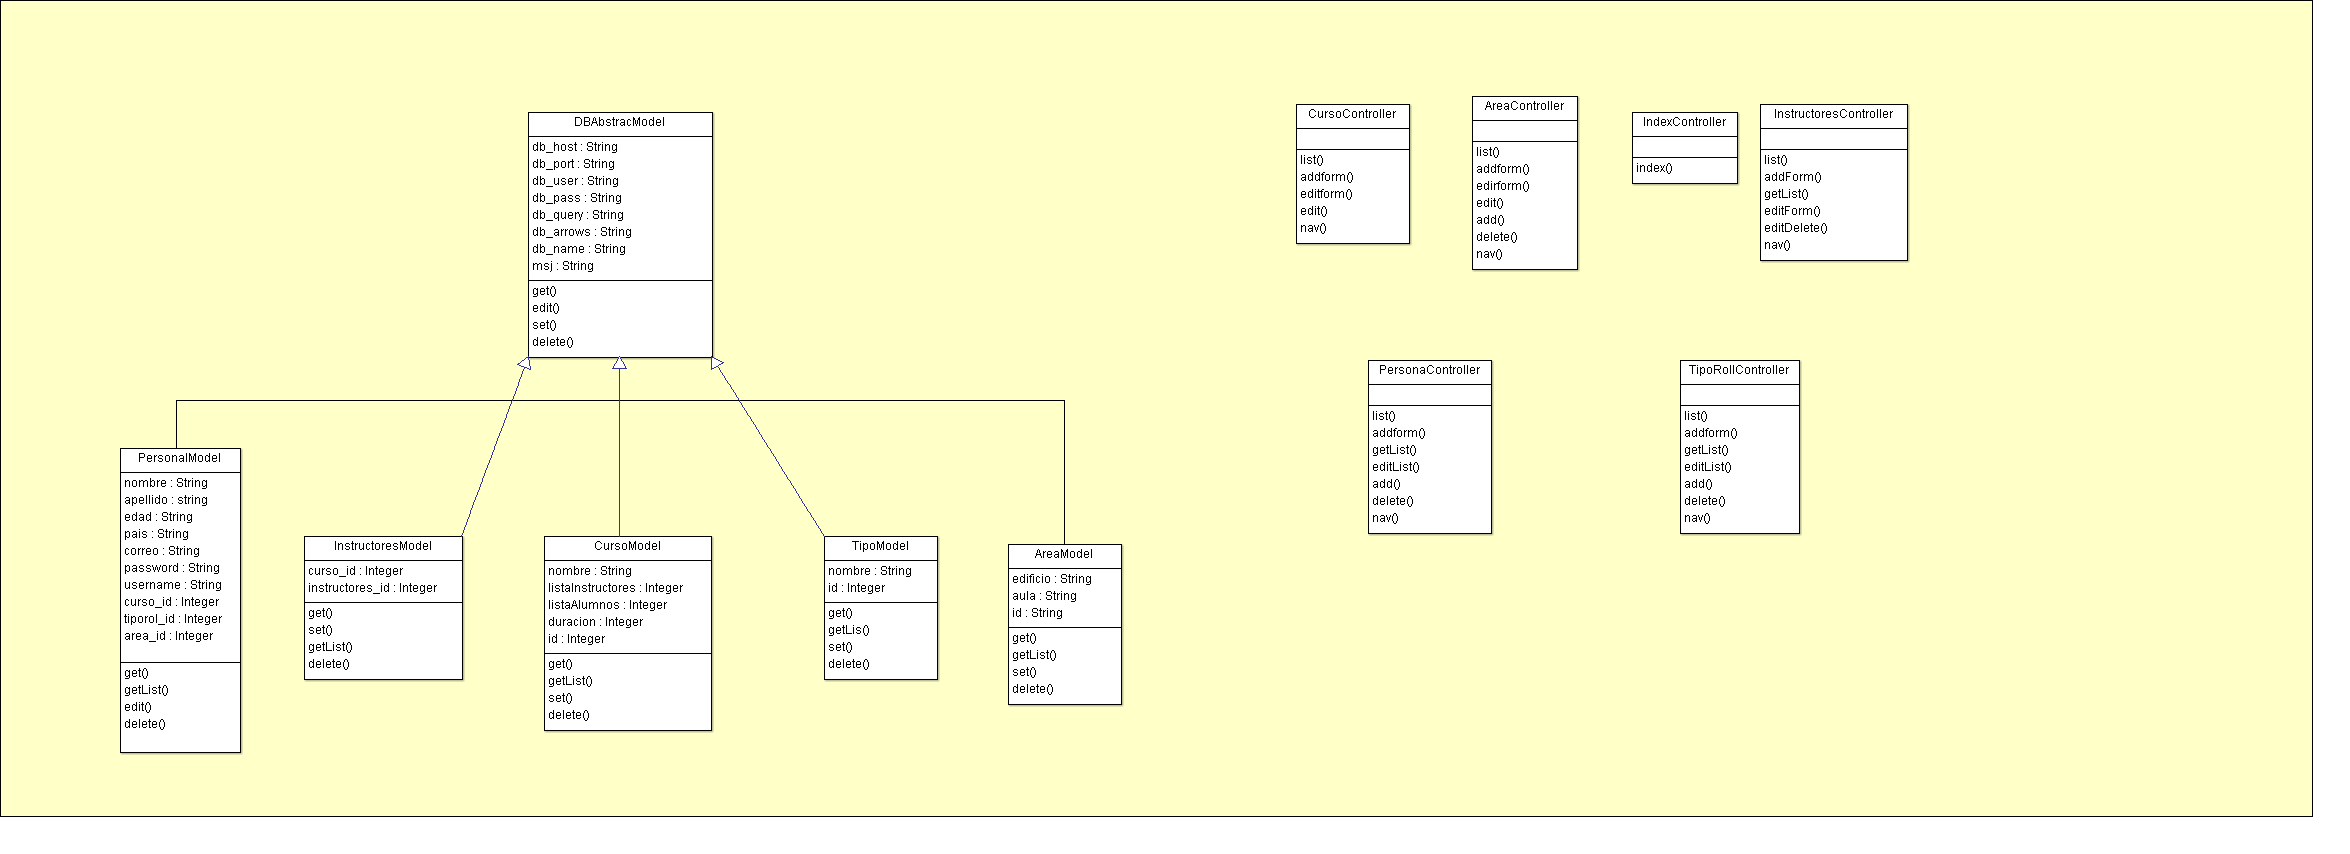 DBAbstracModel
db_host : String
db_port : String
db_user : String
db_pass : String
db_query : String
db_arrows : String
db_name : String
msj : String
get()
edit()
set()
delete()
PersonalModel
nombre : String
apellido : string
edad : String
pais : String
correo : String
password : String
username : String
curso_id : Integer
tiporol_id : Integer
area_id : Integer
get()
getList()
edit()
delete()
InstructoresModel
curso_id : Integer
instructores_id : Integer
get()
set()
getList()
delete()
CursoModel
nombre : String
listaInstructores : Integer
listaAlumnos : Integer
duracion : Integer
id : Integer
get()
getList()
set()
delete()
TipoModel
nombre : String
id : Integer
get()
getLis()
set()
delete()
AreaModel
edificio : String
aula : String
id : String
get()
getList()
set()
delete()
CursoController
list()
addform()
editform()
edit()
nav()
AreaController
list()
addform()
edirform()
edit()
add()
delete()
nav()
IndexController
index()
InstructoresController
list()
addForm()
getList()
editForm()
editDelete()
nav()
PersonaController
list()
addform()
getList()
editList()
add()
delete()
nav()
TipoRollController
list()
addform()
getList()
editList()
add()
delete()
nav()